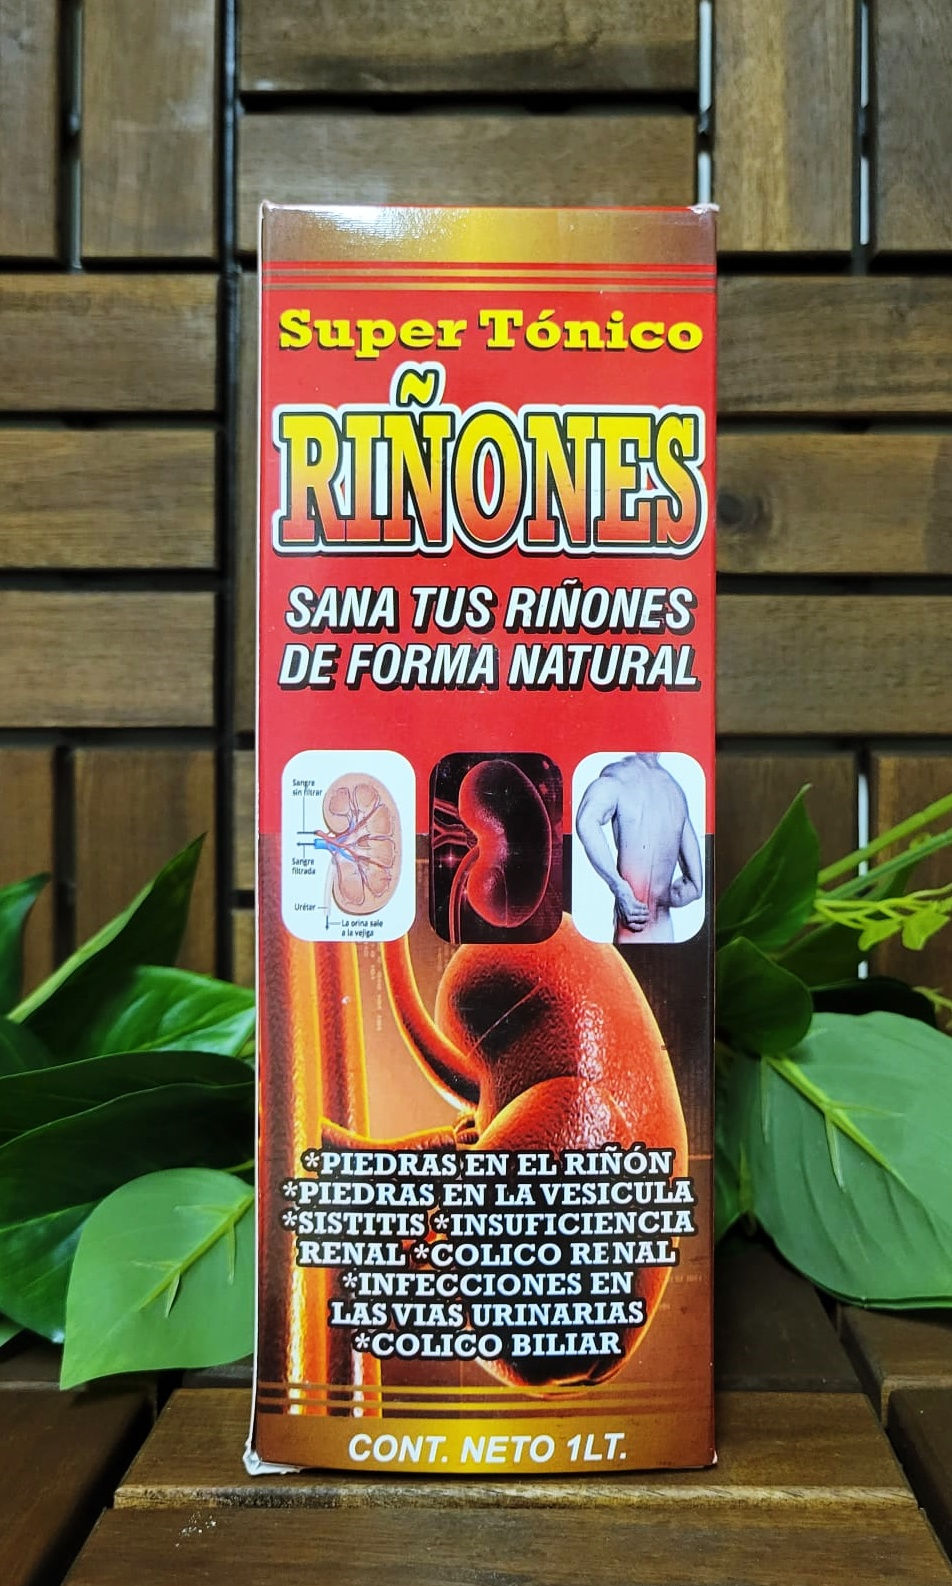 Super Tónico
RIÑONES
SANA TUS RIÑONES
DE FORMA NATURAL
Sangre
sin filtrar
Sangre
filtrada
Uréter
La orina sale
a la vejiga
*PIEDRAS EN EL RIÑÓN
*PIEDRAS EN LA VESICULA
*SISTITIS *INSUFICIENCIA
RENAL *COLICO RENAL
*INFECCIONES EN
LAS VIAS URINARIAS
*COLICO BILIAR
CONT. NETO 1LT.